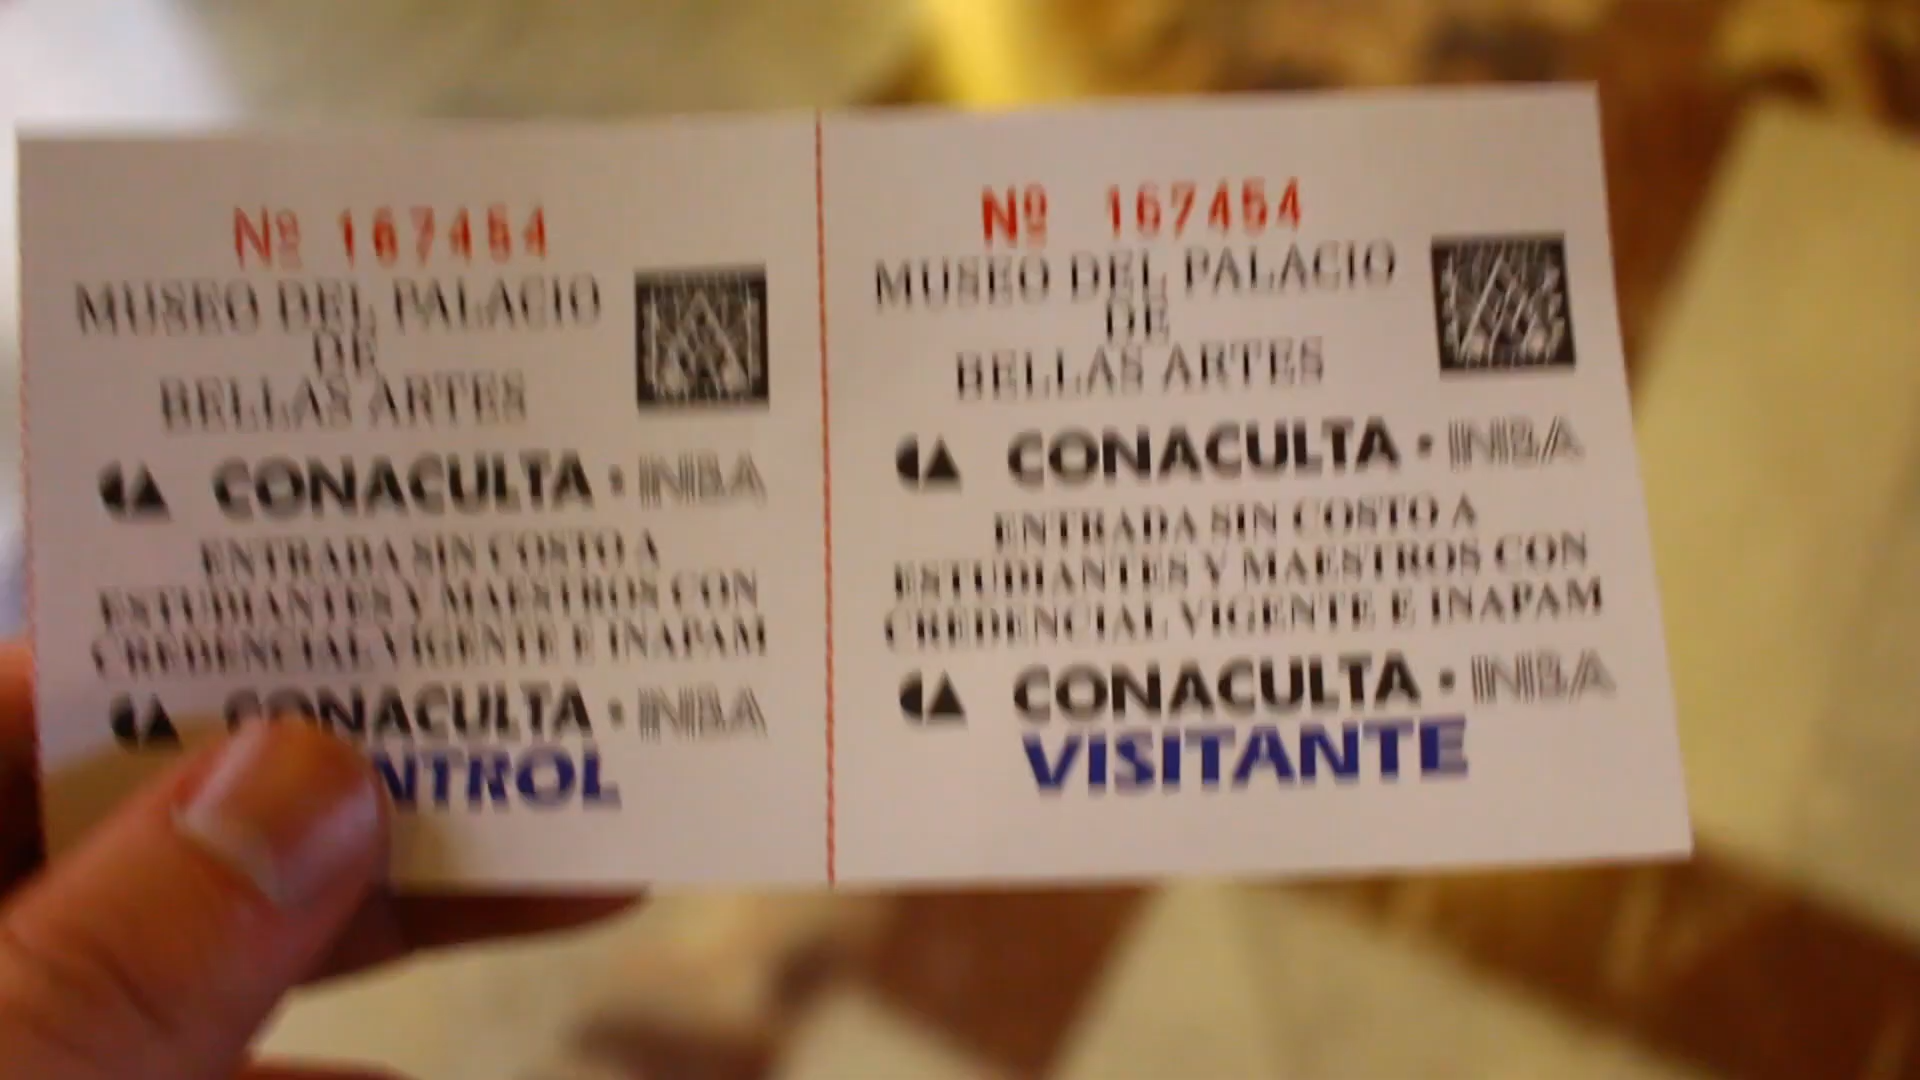 Nº 167454
MUSEO DEL PALACIO
DE
BELLAS ARTES
CONACULTA • INBA
ENTRADA SIN COSTO A
ESTUDIANTES Y MAESTROS CON
CREDENCIAL VIGENTE E INAPAM
CONACULTA • INBA
NTROL
Nº 167454
MUSEO DEL PALACIO
DE
BELLAS ARTES
CONACULTA • INBA
ENTRADA SIN COSTO A
ESTUDIANTES Y MAESTROS CON
CREDENCIAL VIGENTE E INAPAM
CONACULTA • INBA
VISITANTE